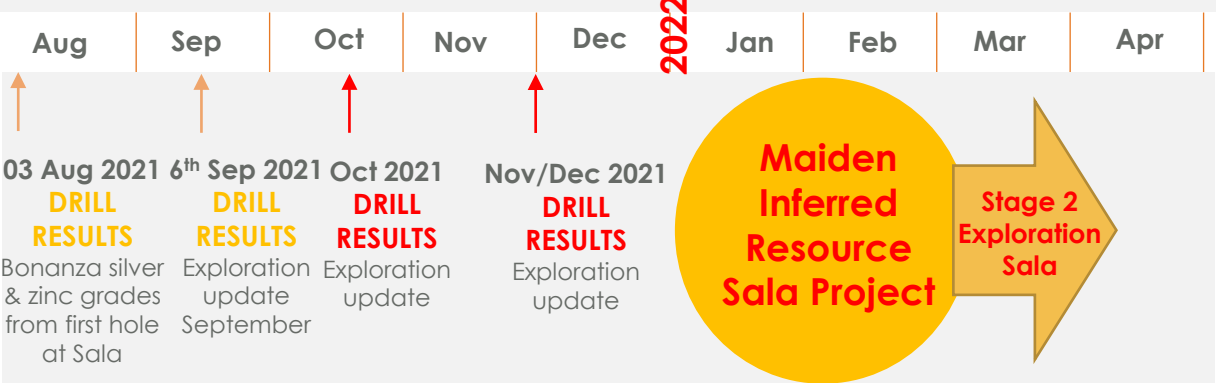 Aug Sep Oct Nov Dec 2022 Jan Feb Mar Apr
03 Aug 2021
DRILL
RESULTS
Bonanza silver
& zinc grades
from first hole
at Sala
6th Sep 2021
DRILL
RESULTS
Exploration
update
September
Oct 2021
DRILL
RESULTS
Exploration
update
Nov/Dec 2021
DRILL
RESULTS
Exploration
update
Maiden
Inferred
Resource
Sala Project
Stage 2
Exploration
Sala